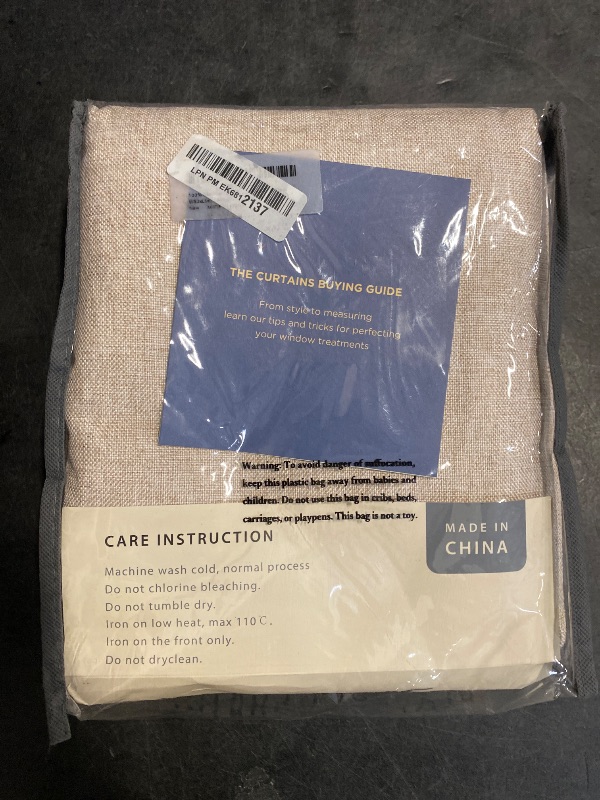 LPN PM EK6612137
THE CURTAINS BUYING GUIDE
From style to measuring
learn our tips and tricks for perfecting
your window treatments
Warning: To avoid danger of suffocation,
keep this plastic bag away from babies and
children. Do not use this bag in cribs, beds,
carriages, or playpens. This bag is not a toy.
CARE INSTRUCTION
MADE IN
CHINA
Machine wash cold, normal process
Do not chlorine bleaching.
Do not tumble dry.
Iron on low heat, max 110℃.
Iron on the front only.
Do not dryclean.